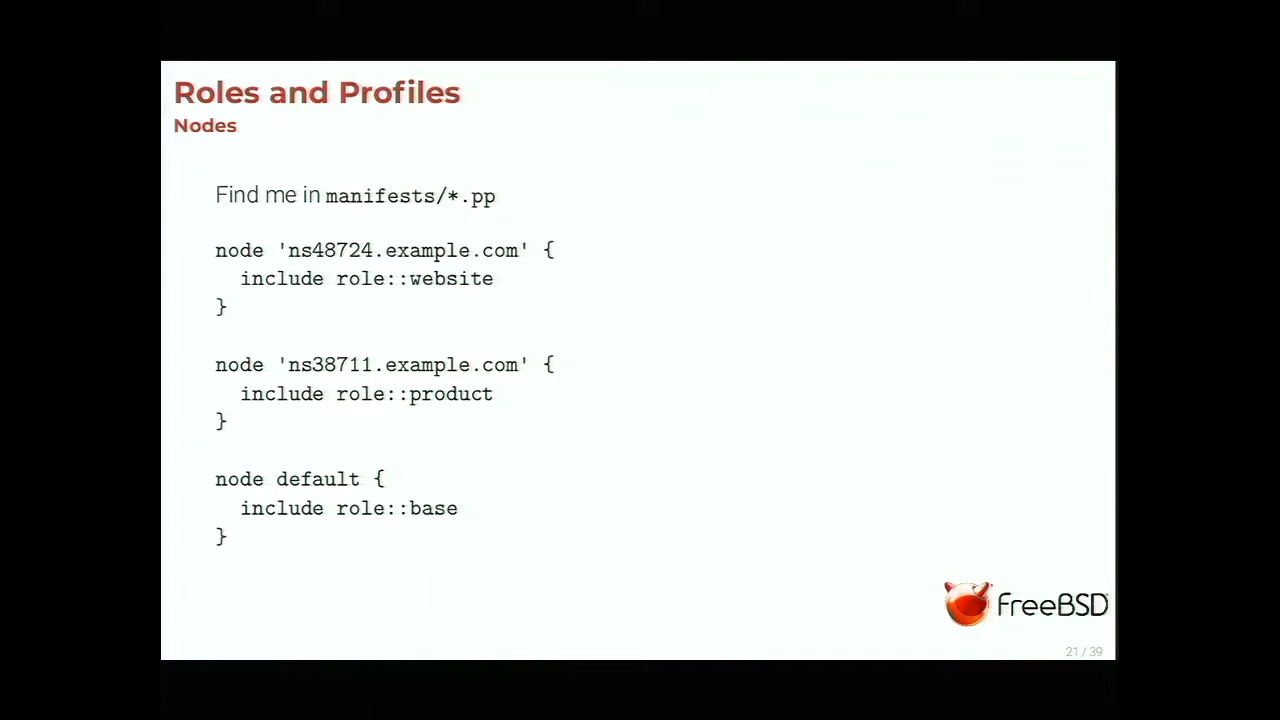 Roles and Profiles
Nodes
Find me in manifests/*.pp
node 'ns48724.example.com' {
  include role::website
}
node 'ns38711.example.com' {
  include role::product
}
node default {
  include role::base
}
FreeBSD
21 / 39